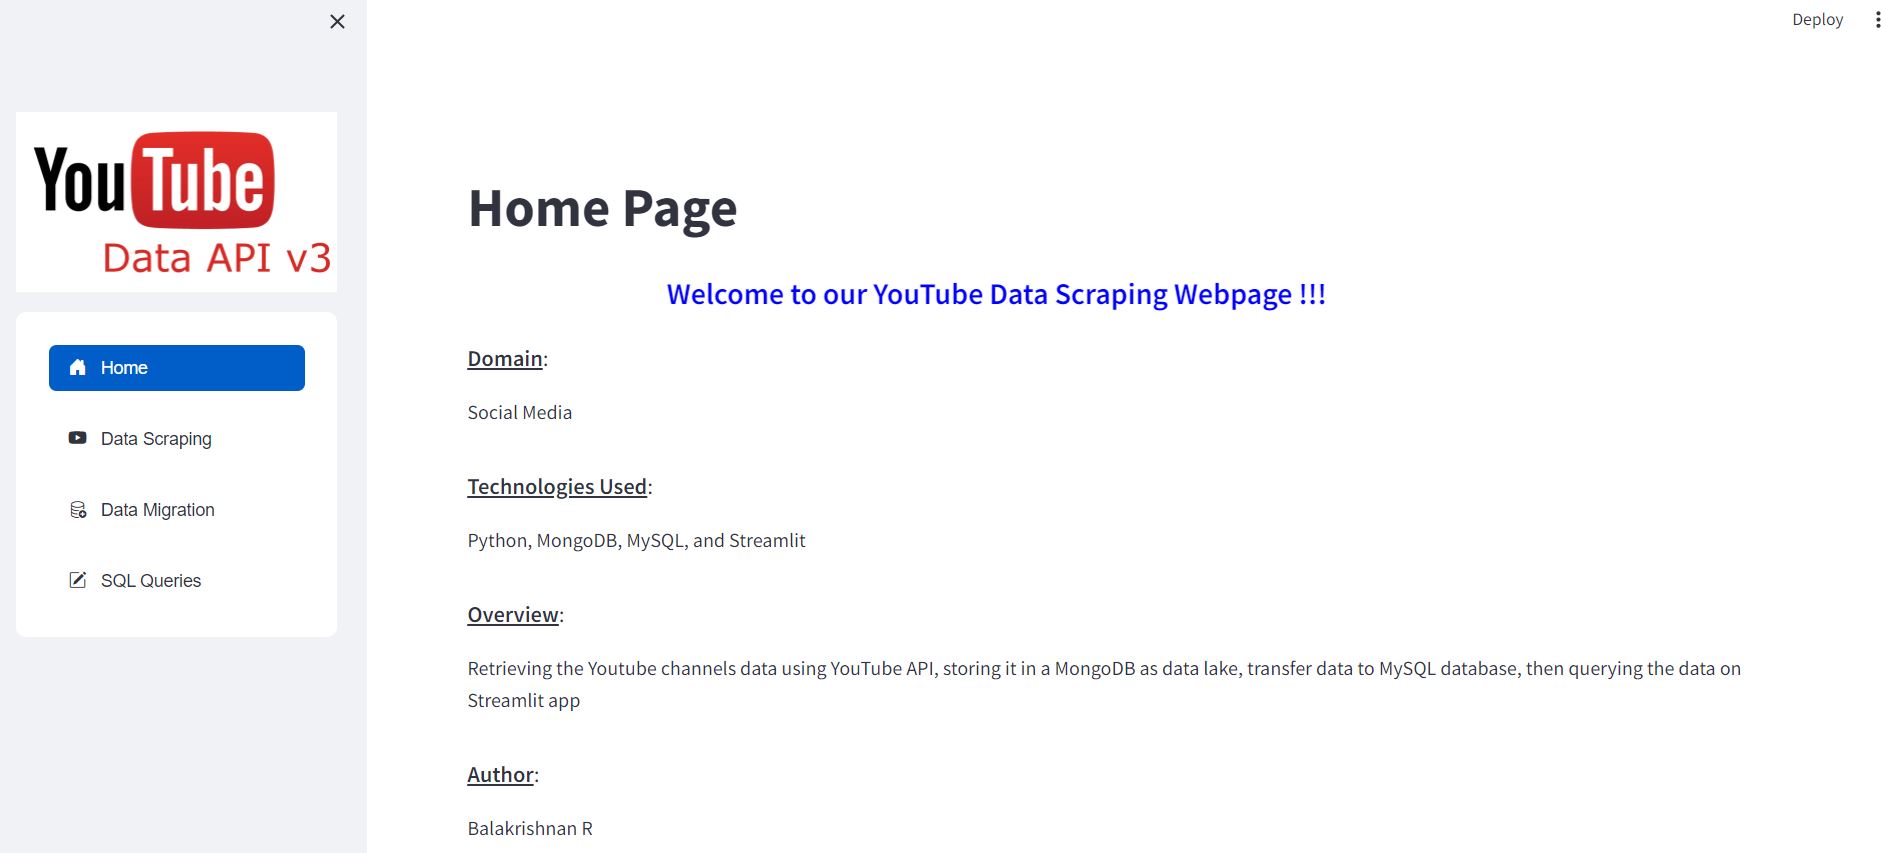 Deploy
YouTube
Data API v3
Home
Data Scraping
Data Migration
SQL Queries
Home Page
Welcome to our YouTube Data Scraping Webpage !!!
Domain:
Social Media
Technologies Used:
Python, MongoDB, MySQL, and Streamlit
Overview:
Retrieving the Youtube channels data using YouTube API, storing it in a MongoDB as data lake, transfer data to MySQL database, then querying the data on
Streamlit app
Author:
Balakrishnan R